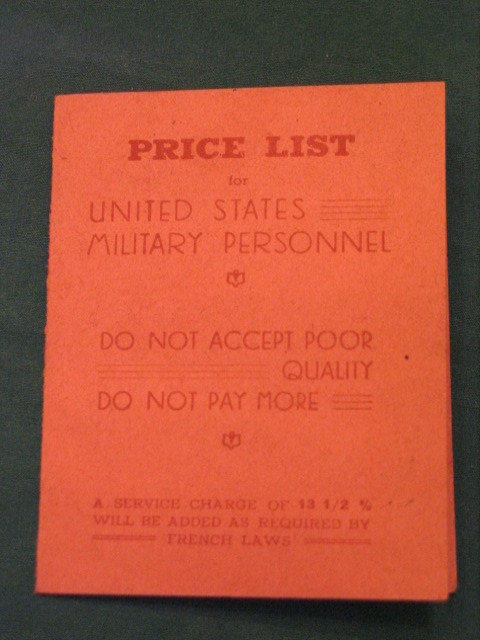 PRICE LIST
for
UNITED STATES
MILITARY PERSONNEL
DO NOT ACCEPT POOR
QUALITY
DO NOT PAY MORE
A SERVICE CHARGE OF 13 1/2 %
WILL BE ADDED AS REQUIRED BY
FRENCH LAWS